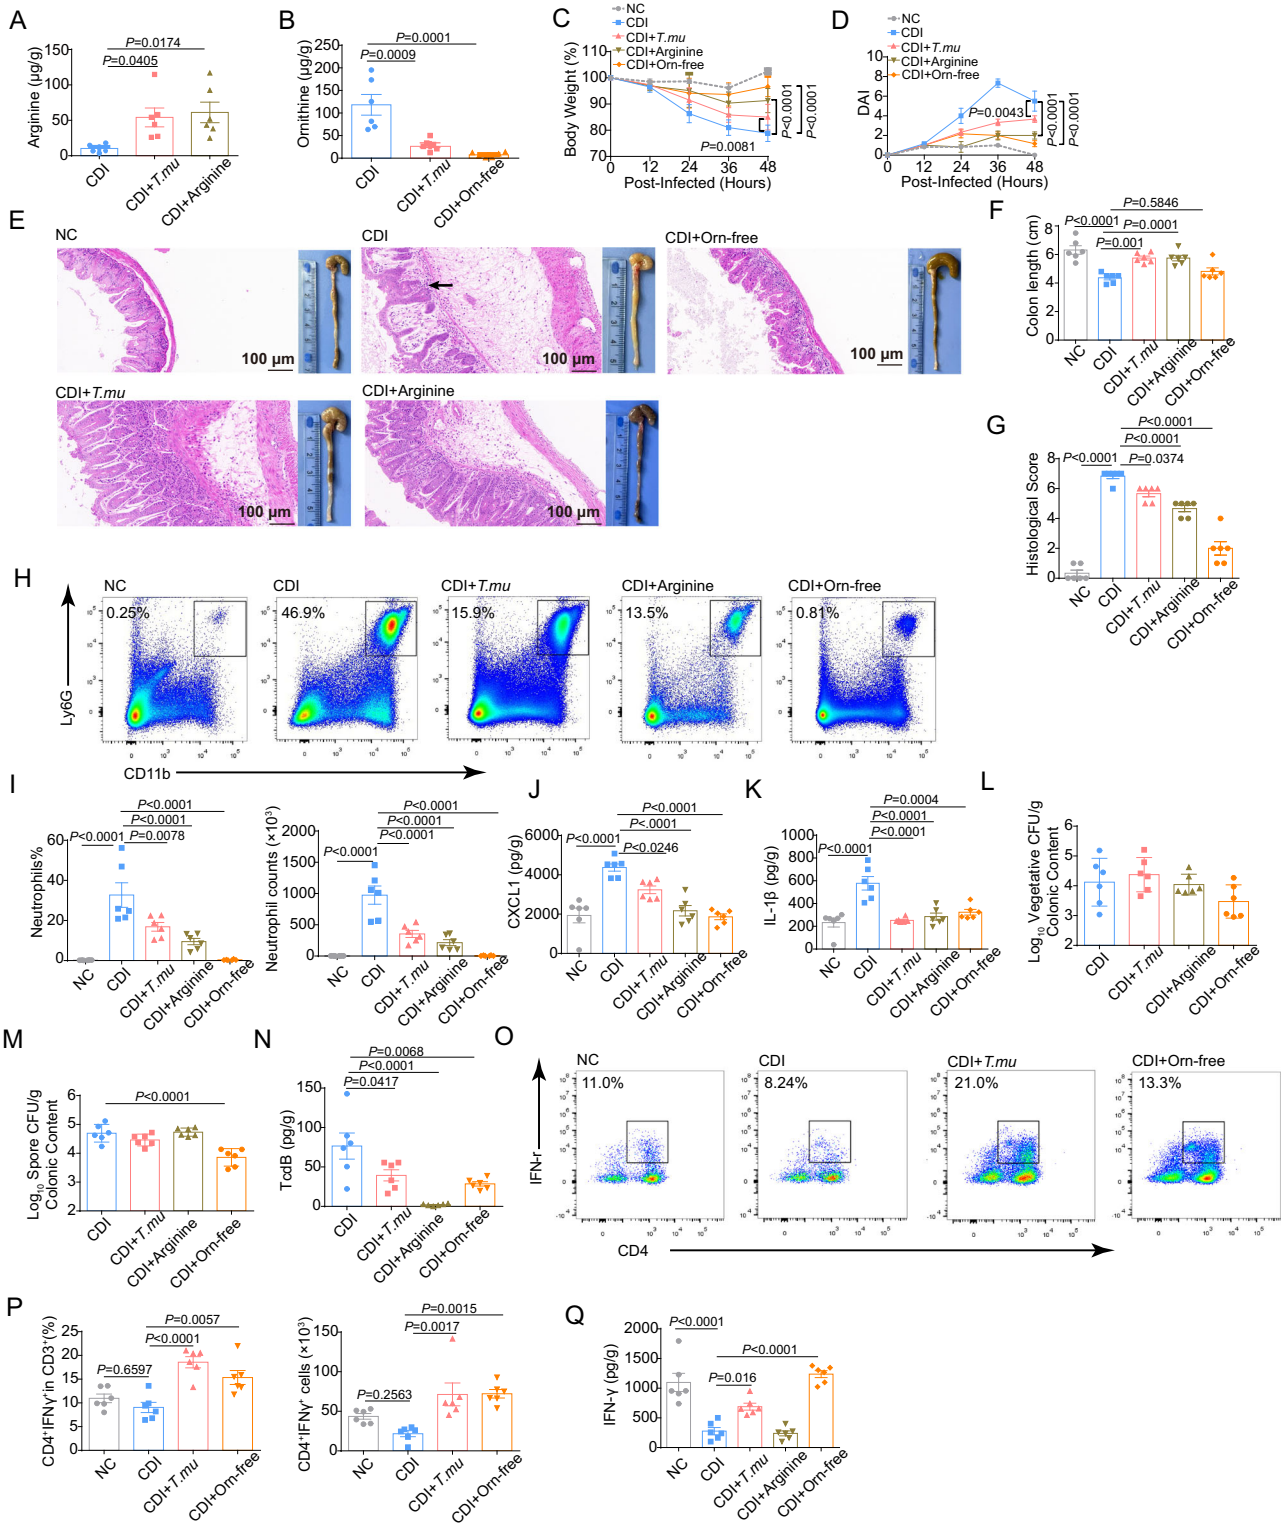 A
Arginine (µg/g)
150
100
50
0
P=0.0174
P=0.0405
CDI
CDI+T.mu
CDI+Arginine
B
Ornithine (µg/g)
250
200
150
100
50
0
P=0.0001
P=0.0009
CDI
CDI+T.mu
CDI+Orn-free
C
NC
CDI
CDI+T.mu
CDI+Arginine
CDI+Orn-free
Body Weight (%)
110
100
90
80
70
P=0.0081
P<0.0001
P<0.0001
0 12 24 36 48
Post-Infected (Hours)
D
NC
CDI
CDI+T.mu
CDI+Arginine
CDI+Orn-free
DAI
10
8
6
4
2
0
P=0.0043
P<0.0001
P<0.0001
0 12 24 36 48
Post-Infected (Hours)
E
NC
100 µm
CDI
100 µm
CDI+Orn-free
100 µm
CDI+T.mu
100 µm
CDI+Arginine
100 µm
F
Colon length (cm)
8
6
4
2
0
P=0.5846
P<0.0001 P=0.0001
P=0.001
NC
CDI
CDI+T.mu
CDI+Arginine
CDI+Orn-free
G
Histological Score
8
6
4
2
0
P<0.0001
P<0.0001
P<0.0001 P=0.0374
NC
CDI
CDI+T.mu
CDI+Arginine
CDI+Orn-free
H
NC
0.25%
CDI
46.9%
CDI+T.mu
15.9%
CDI+Arginine
13.5%
CDI+Orn-free
0.81%
Ly6G
CD11b
I
Neutrophils%
60
40
20
0
P<0.0001
P<0.0001
P<0.0001 P=0.0078
NC
CDI
CDI+T.mu
CDI+Arginine
CDI+Orn-free
Neutrophil counts (×10³)
2000
1500
1000
500
0
P<0.0001
P<0.0001
P<0.0001
P<0.0001
NC
CDI
CDI+T.mu
CDI+Arginine
CDI+Orn-free
J
CXCL1 (pg/g)
6000
4000
2000
0
P<0.0001
P<0.0001
P<0.0001
P<0.0246
NC
CDI
CDI+T.mu
CDI+Arginine
CDI+Orn-free
K
IL-1β (pg/g)
1000
800
600
400
200
0
P=0.0004
P<0.0001
P<0.0001
P<0.0001
NC
CDI
CDI+T.mu
CDI+Arginine
CDI+Orn-free
L
Log₁₀ Vegetative CFU/g
Colonic Content
6
5
4
3
2
CDI
CDI+T.mu
CDI+Arginine
CDI+Orn-free
M
Log₁₀ Spore CFU/g
Colonic Content
6
5
4
3
2
P<0.0001
CDI
CDI+T.mu
CDI+Arginine
CDI+Orn-free
N
TcdB (pg/g)
150
100
50
0
P=0.0068
P<0.0001
P=0.0417
CDI
CDI+T.mu
CDI+Arginine
CDI+Orn-free
O
NC
11.0%
CDI
8.24%
CDI+T.mu
21.0%
CDI+Orn-free
13.3%
IFN-r
CD4
P
CD4⁺IFNγ⁺in CD3⁺(%)
25
20
15
10
5
0
P=0.0057
P<0.0001
P=0.6597
NC
CDI
CDI+T.mu
CDI+Orn-free
CD4⁺IFNγ⁺ cells (×10³)
150
100
50
0
P=0.0015
P=0.0017
P=0.2563
NC
CDI
CDI+T.mu
CDI+Orn-free
Q
IFN-γ (pg/g)
2000
1500
1000
500
0
P<0.0001
P<0.0001
P=0.016
NC
CDI
CDI+T.mu
CDI+Arginine
CDI+Orn-free